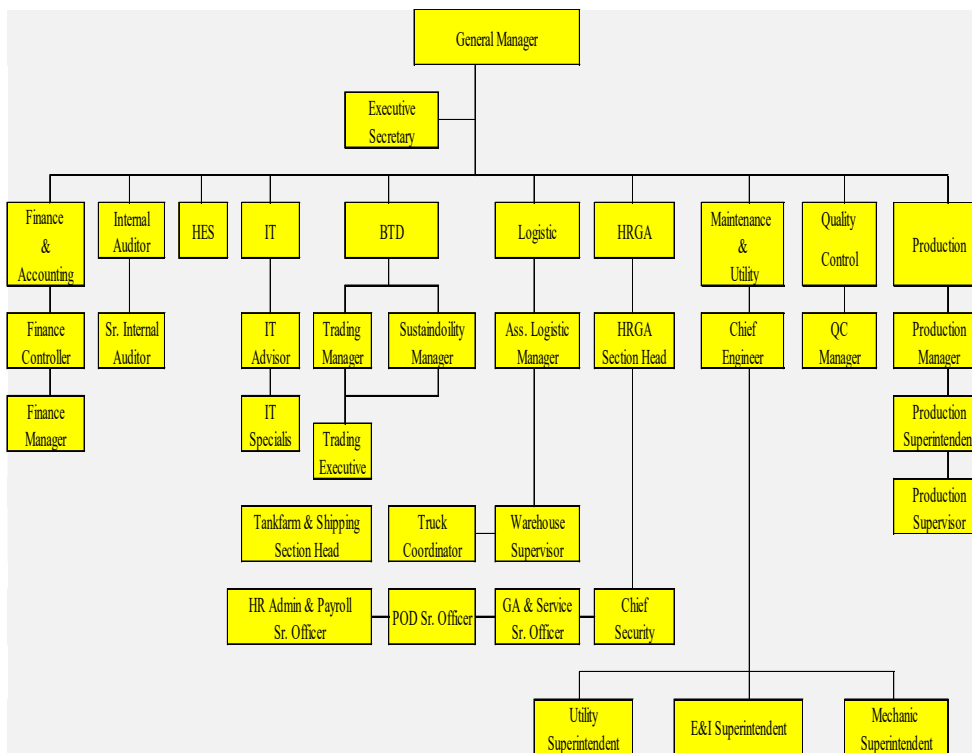 General Manager
Executive
Secretary
Finance
&
Accounting
Internal
Auditor
HES
IT
BTD
Logistic
HRGA
Maintenance
&
Utility
Quality
Control
Production
Finance
Controller
Sr. Internal
Auditor
IT
Advisor
Trading
Manager
Sustaindoility
Manager
Ass. Logistic
Manager
HRGA
Section Head
Chief
Engineer
QC
Manager
Production
Manager
Finance
Manager
IT
Specialis
Trading
Executive
Production
Superintenden
Production
Supervisor
Tankfarm & Shipping
Section Head
Truck
Coordinator
Warehouse
Supervisor
HR Admin & Payroll
Sr. Officer
POD Sr. Officer
GA & Service
Sr. Officer
Chief
Security
Utility
Superintendent
E&I Superintendent
Mechanic
Superintendent